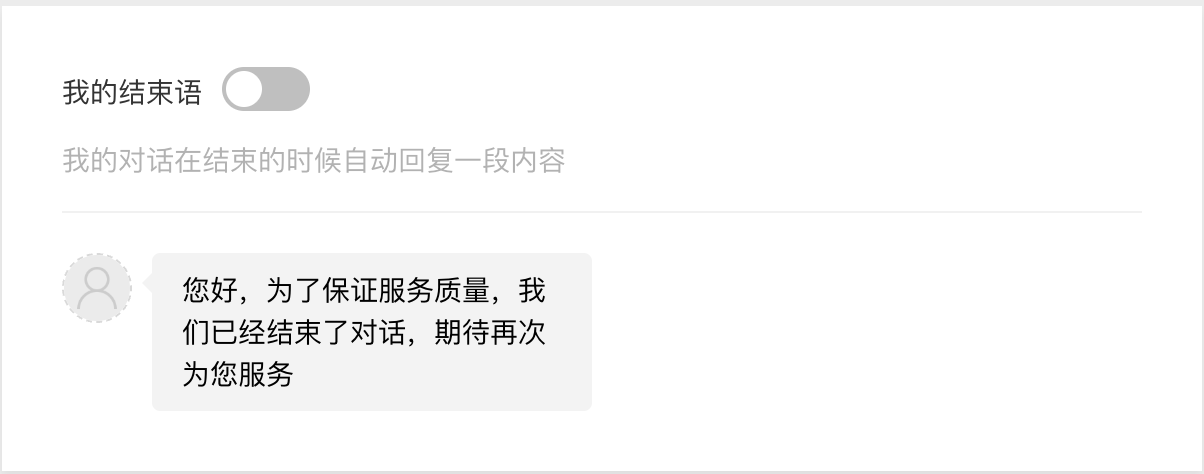 我的结束语
我的对话在结束的时候自动回复一段内容
您好，为了保证服务质量，我
们已经结束了对话，期待再次
为您服务